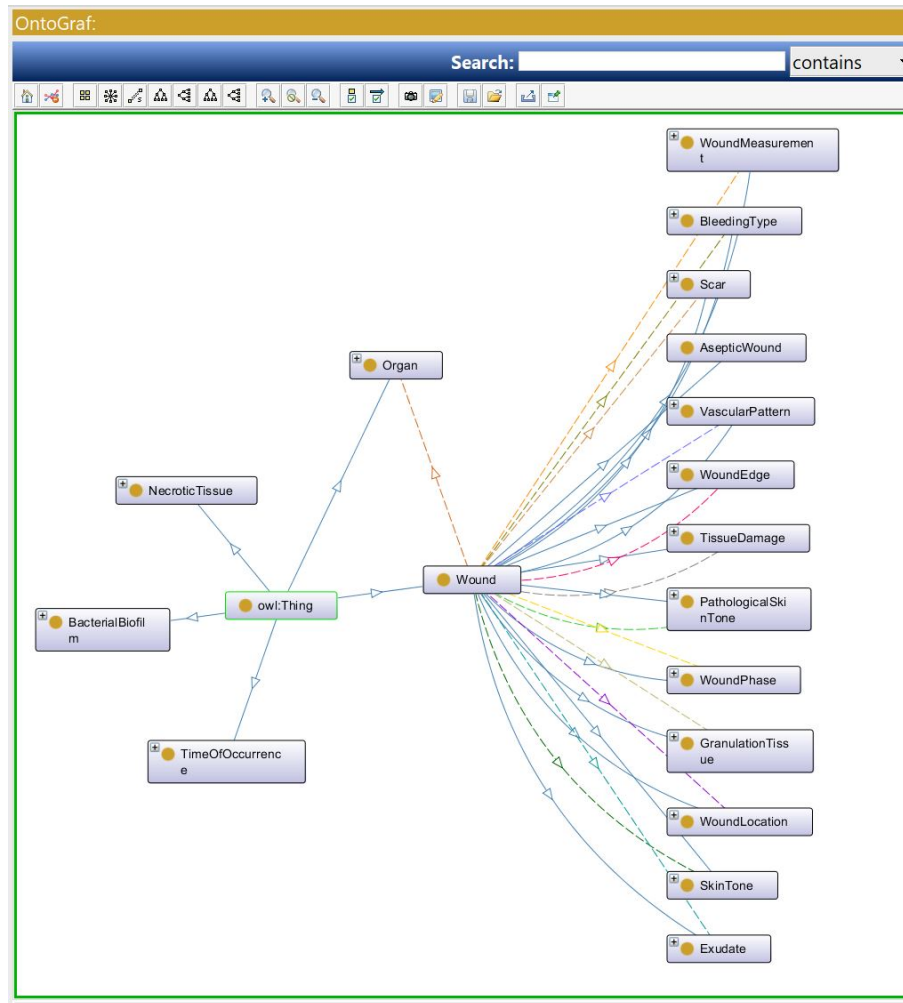 OntoGraf:
Search:
contains
WoundMeasuremen
t
BleedingType
Scar
AsepticWound
Organ
VascularPattern
WoundEdge
NecroticTissue
TissueDamage
Wound
owl:Thing
PathologicalSki
nTone
BacterialBiofil
m
WoundPhase
GranulationTiss
ue
TimeOfOccurrenc
e
WoundLocation
SkinTone
Exudate